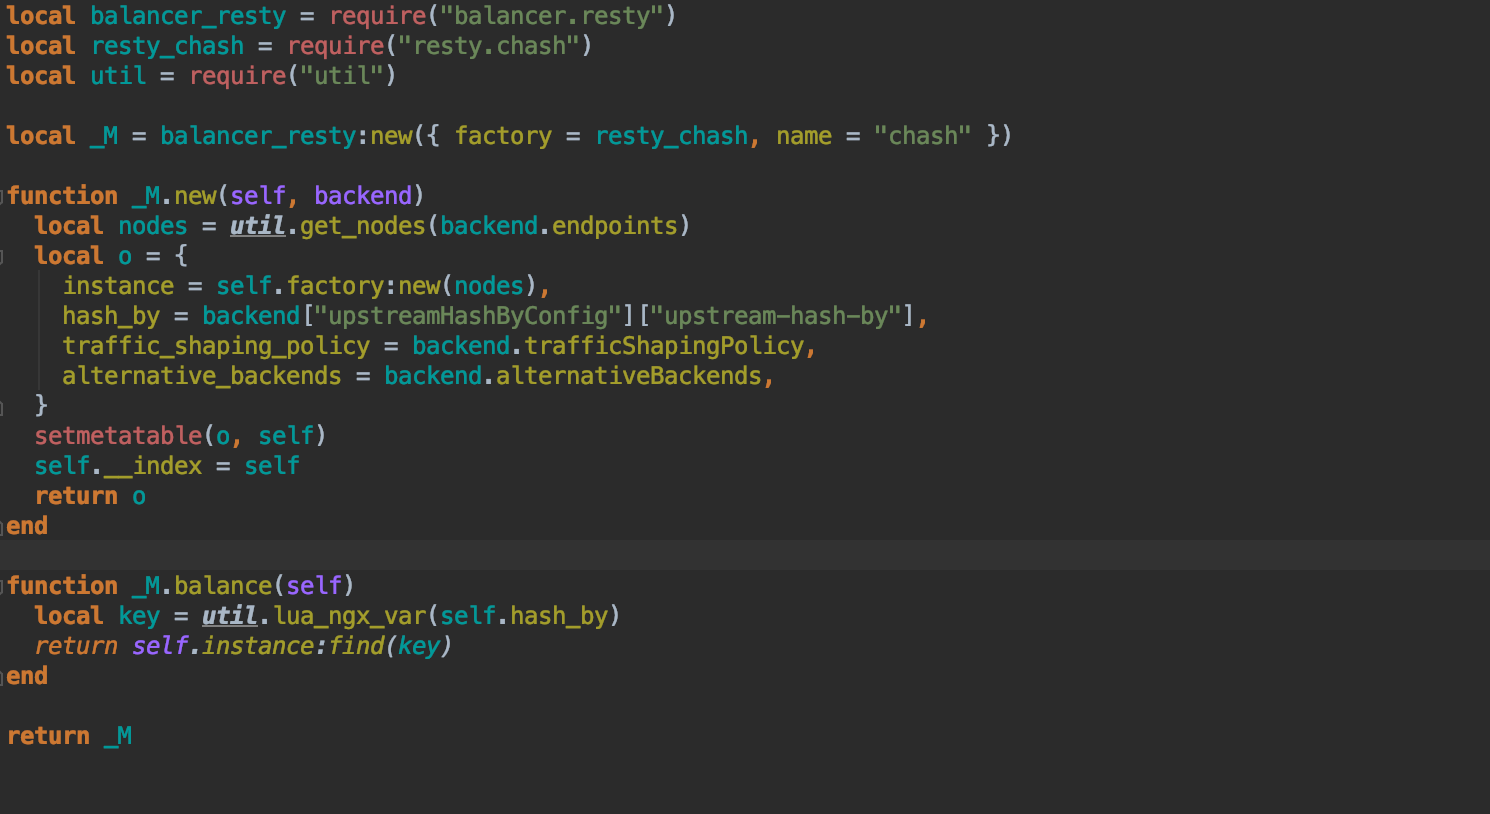 local balancer_resty = require("balancer.resty")
local resty_chash = require("resty.chash")
local util = require("util")
local _M = balancer_resty:new({ factory = resty_chash, name = "chash" })
function _M.new(self, backend)
local nodes = util.get_nodes(backend.endpoints)
local o = {
instance = self.factory:new(nodes),
hash_by = backend["upstreamHashByConfig"]["upstream-hash-by"],
traffic_shaping_policy = backend.trafficShapingPolicy,
alternative_backends = backend.alternativeBackends,
}
setmetatable(o, self)
self.__index = self
return o
end
function _M.balance(self)
local key = util.lua_ngx_var(self.hash_by)
return self.instance:find(key)
end
return _M